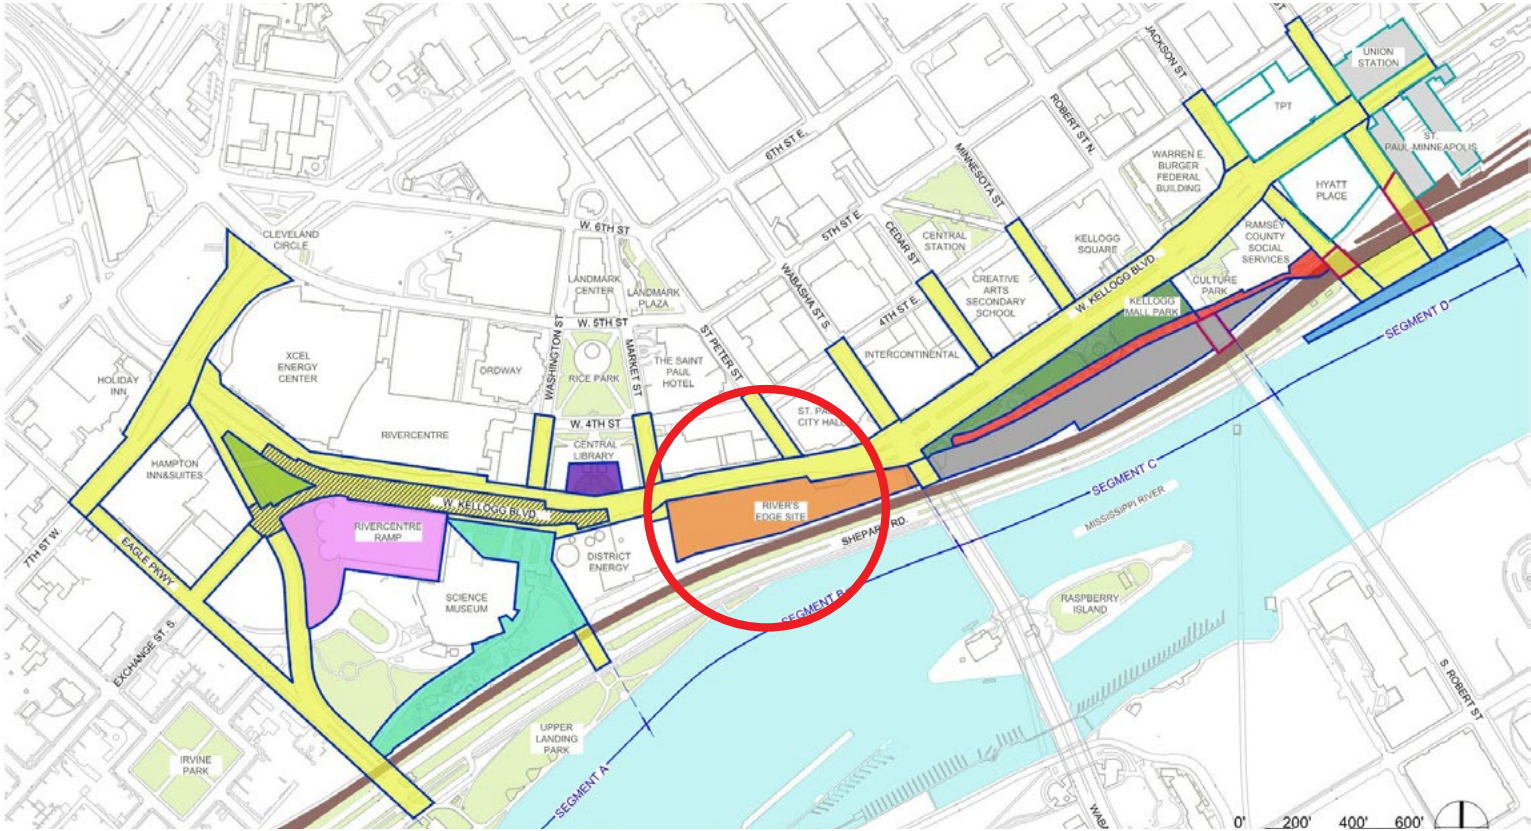 ST
JACKSON ST
UNION
STATION
TPT
ROBERT ST N.
6TH ST E.
MINNESOTA ST
WARREN E.
BURGER
FEDERAL
BUILDING
ST.
PAUL-MINNEAPOLIS
HYATT
PLACE
CLEVELAND
CIRCLE
W. 6TH ST
5TH ST E
CEDAR ST
CENTRAL
STATION
KELLOGG
SQUARE
RAMSEY
COUNTY
SOCIAL
SERVICES
LANDMARK
CENTER
LANDMARK
PLAZA
WABASHA ST S.
4TH ST E.
CREATIVE
ARTS
SECONDARY
SCHOOL
W. KELLOGG BLVD.
CULTURE
PARK
KELLOGG
MALL PARK
SEGMENT D
W. 5TH ST
WASHINGTON ST
MARKET ST
ST PETER ST
XCEL
ENERGY
CENTER
ORDWAY
RICE PARK
THE SAINT
PAUL
HOTEL
INTERCONTINENTAL
HOLIDAY
INN
RIVERCENTRE
W. 4TH ST
CENTRAL
LIBRARY
ST. PAUL
CITY HALL
HAMPTON
INN&SUITES
W. KELLOGG BLVD.
RIVER'S
EDGE SITE
SEGMENT C
MISSISSIPPI RIVER
7TH ST W.
EAGLE PKWY
RIVERCENTRE
RAMP
DISTRICT
ENERGY
SHEPARD RD.
SCIENCE
MUSEUM
SEGMENT B
RASPBERRY
ISLAND
EXCHANGE ST. S.
S. ROBERT ST
UPPER
LANDING
PARK
IRVINE
PARK
SEGMENT A
WABA
0' 200' 400' 600'